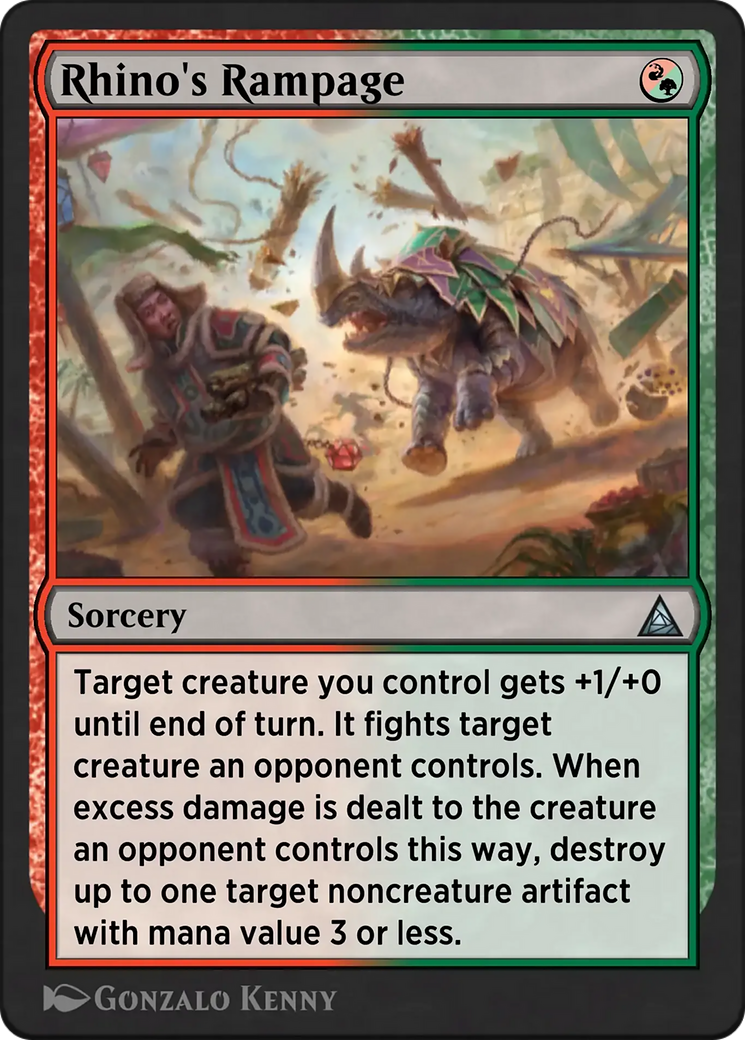 Rhino's Rampage
Sorcery
Target creature you control gets +1/+0
until end of turn. It fights target
creature an opponent controls. When
excess damage is dealt to the creature
an opponent controls this way, destroy
up to one target noncreature artifact
with mana value 3 or less.
Gonzalo Kenny